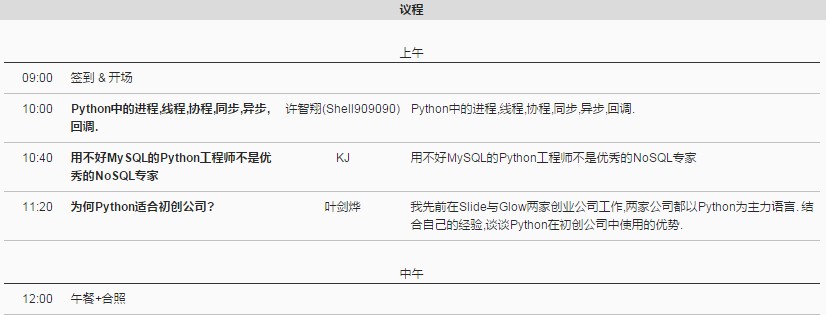 议程
上午
09:00 签到 & 开场
10:00 Python中的进程,线程,协程,同步,异步, 许智翔(Shell909090) Python中的进程,线程,协程,同步,异步,回调.
回调.
10:40 用不好MySQL的Python工程师不是优 KJ 用不好MySQL的Python工程师不是优秀的NoSQL专家
秀的NoSQL专家
11:20 为何Python适合初创公司？ 叶剑烨 我先前在Slide与Glow两家创业公司工作,两家公司都以Python为主力语言. 结
合自己的经验,谈谈Python在初创公司中使用的优势.
中午
12:00 午餐+合照